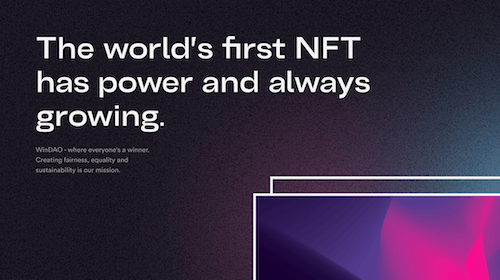 The world's first NFT
has power and always
growing.
WinDAO - where everyone's a winner.
Creating fairness, equality and
sustainability is our mission.